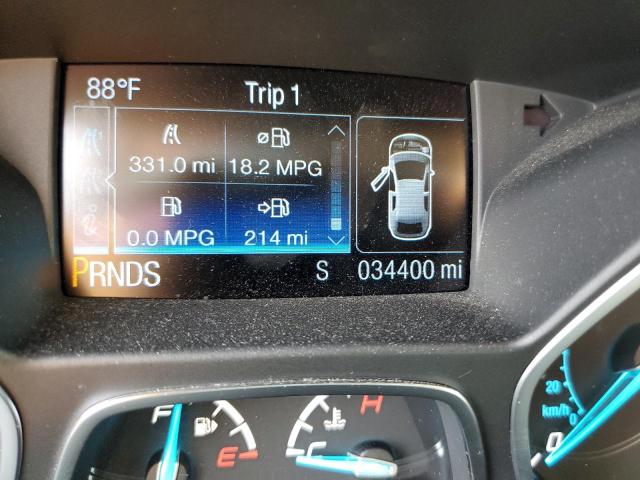 88°F Trip 1
331.0 mi 18.2 MPG
0.0 MPG 214 mi
PRNDS S 034400 mi
F E C H
20
km/h 0
0